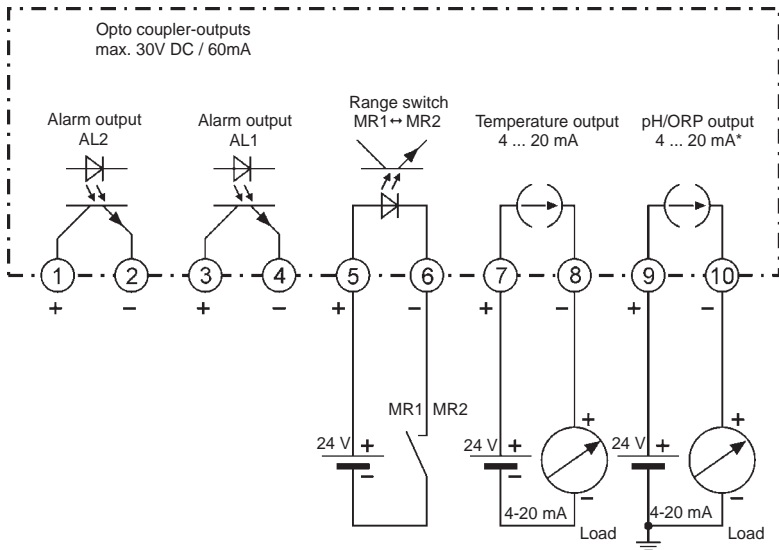 Opto coupler-outputs
max. 30V DC / 60mA
Alarm output
AL2
Alarm output
AL1
Range switch
MR1↔MR2
Temperature output
4 ... 20 mA
pH/ORP output
4 ... 20 mA*
1
2
3
4
5
6
7
8
9
10
+
−
+
−
+
−
+
−
+
−
MR1
MR2
24 V
+
−
24 V
+
−
+
−
4-20 mA
Load
24 V
+
−
+
−
4-20 mA
Load